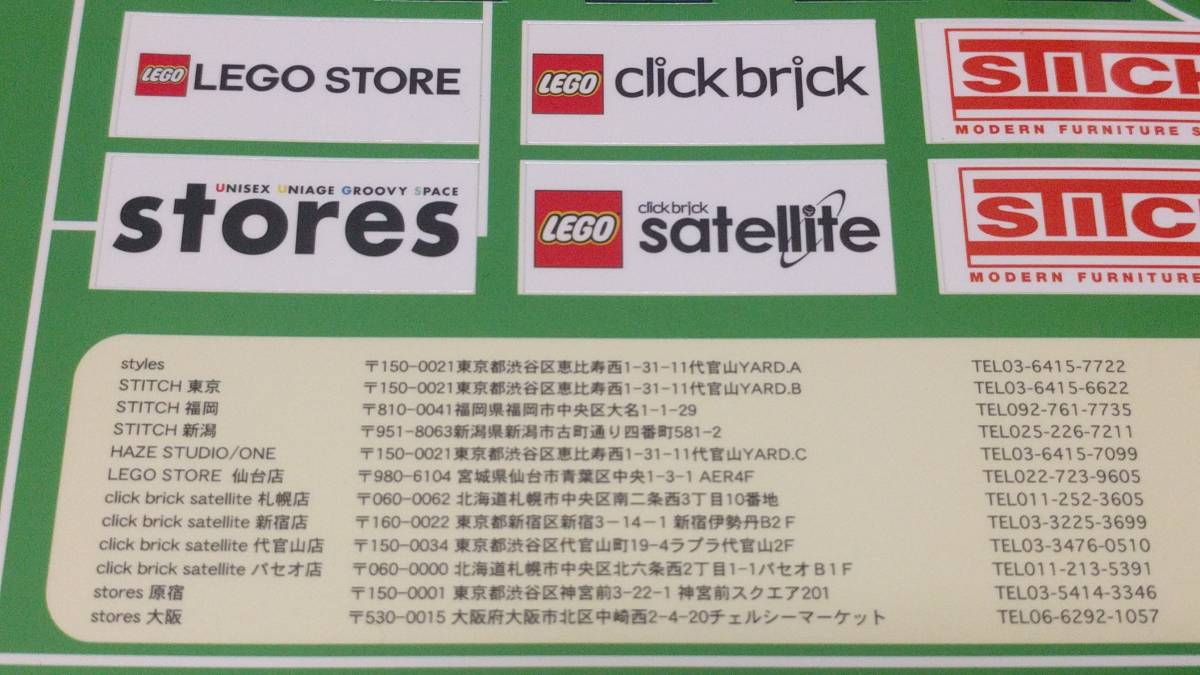 LEGO LEGO STORE
LEGO click brick
STITCH
MODERN FURNITURE S
UNISEX UNIAGE GROOVY SPACE
stores
LEGO click brick
satellite
STITC
MODERN FURNITURE
styles 〒150-0021東京都渋谷区恵比寿西1-31-11代官山YARD.A TEL03-6415-7722
STITCH 東京 〒150-0021東京都渋谷区恵比寿西1-31-11代官山YARD.B TEL03-6415-6622
STITCH 福岡 〒810-0041福岡県福岡市中央区大名1-1-29 TEL092-761-7735
STITCH 新潟 〒951-8063新潟県新潟市古町通り四番町581-2 TEL025-226-7211
HAZE STUDIO/ONE 〒150-0021東京都渋谷区恵比寿西1-31-11代官山YARD.C TEL03-6415-7099
LEGO STORE 仙台店 〒980-6104 宮城県仙台市青葉区中央1-3-1 AER4F TEL022-723-9605
click brick satellite 札幌店 〒060-0062 北海道札幌市中央区南二条西3丁目10番地 TEL011-252-3605
click brick satellite 新宿店 〒160-0022 東京都新宿区新宿3-14-1 新宿伊勢丹B2F TEL03-3225-3699
click brick satellite 代官山店 〒150-0034 東京都渋谷区代官山町19-4ラプラ代官山2F TEL03-3476-0510
click brick satellite パセオ店 〒060-0000 北海道札幌市中央区北六条西2丁目1-1パセオB1F TEL011-213-5391
stores 原宿 〒150-0001 東京都渋谷区神宮前3-22-1 神宮前スクエア201 TEL03-5414-3346
stores 大阪 〒530-0015 大阪府大阪市北区中崎西2-4-20チェルシーマーケット TEL06-6292-1057